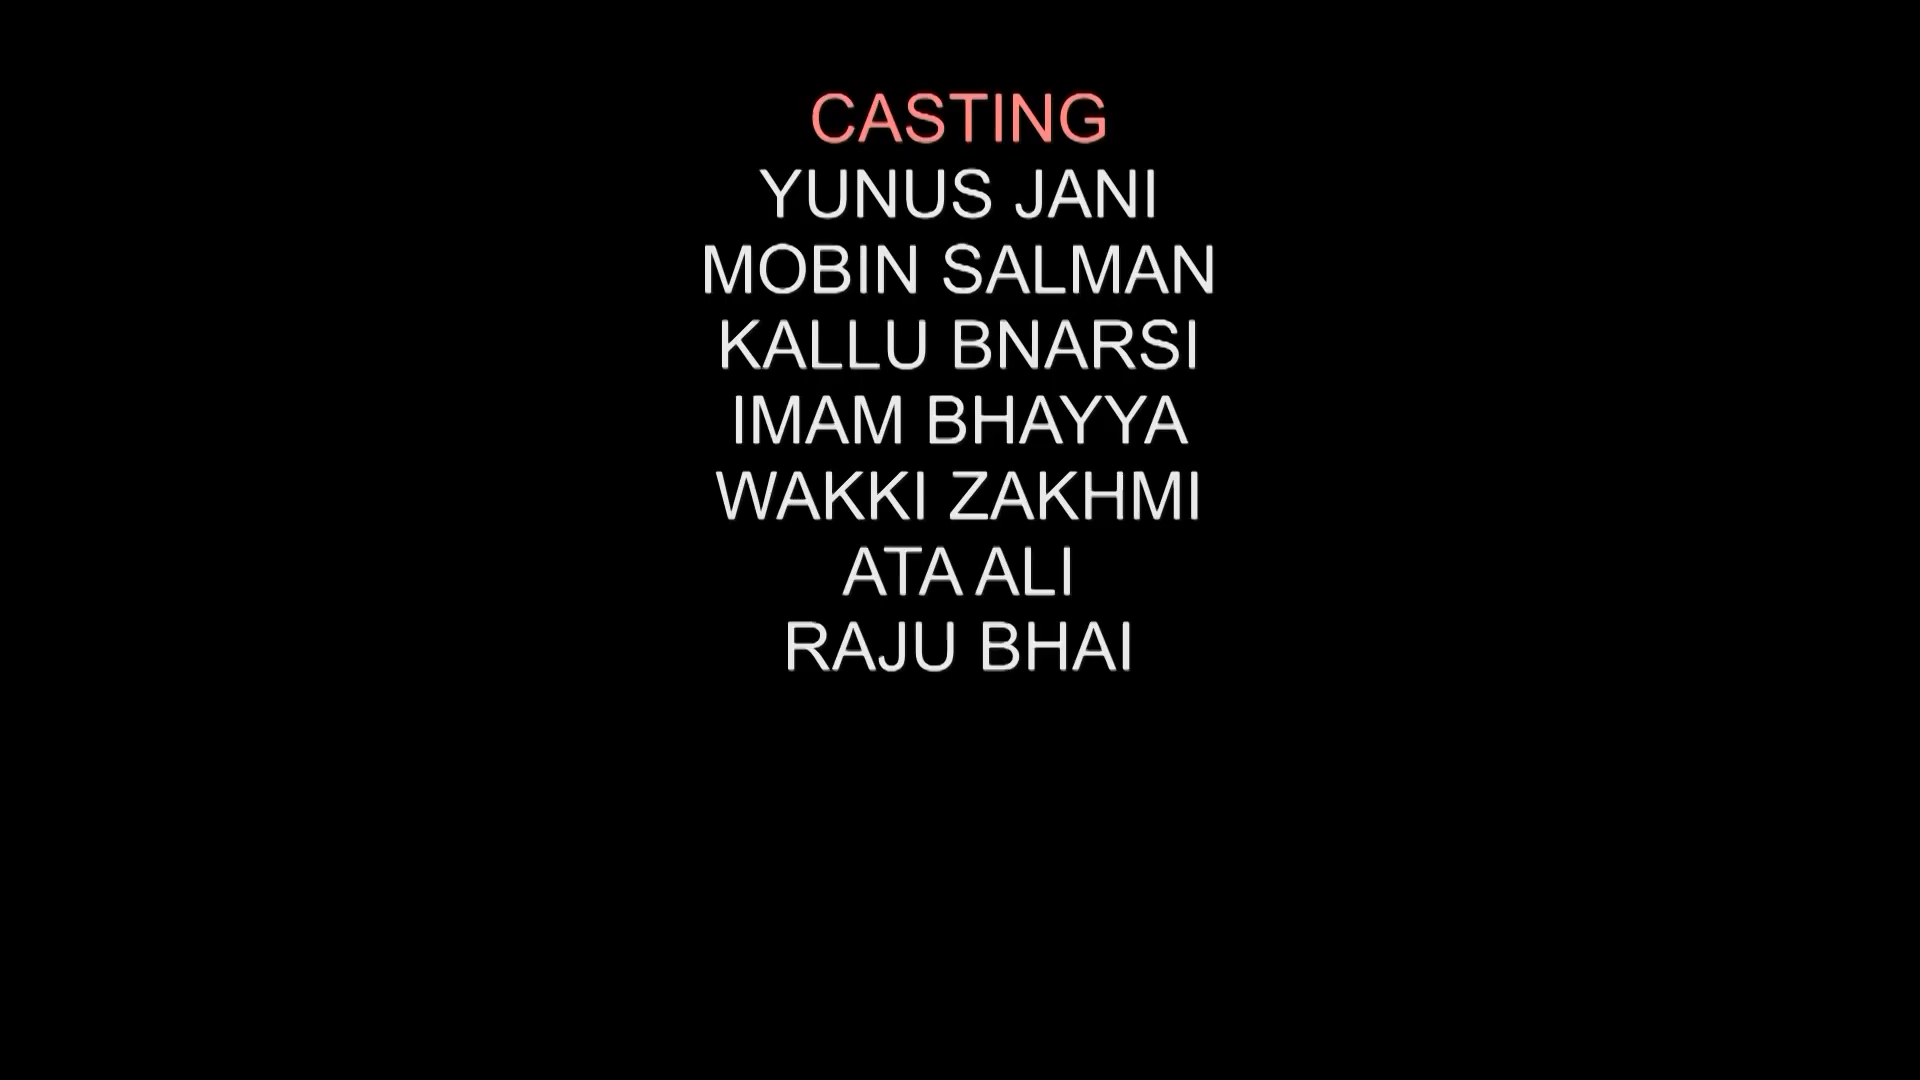 CASTING
YUNUS JANI
MOBIN SALMAN
KALLU BNARSI
IMAM BHAYYA
WAKKI ZAKHMI
ATA ALI
RAJU BHAI